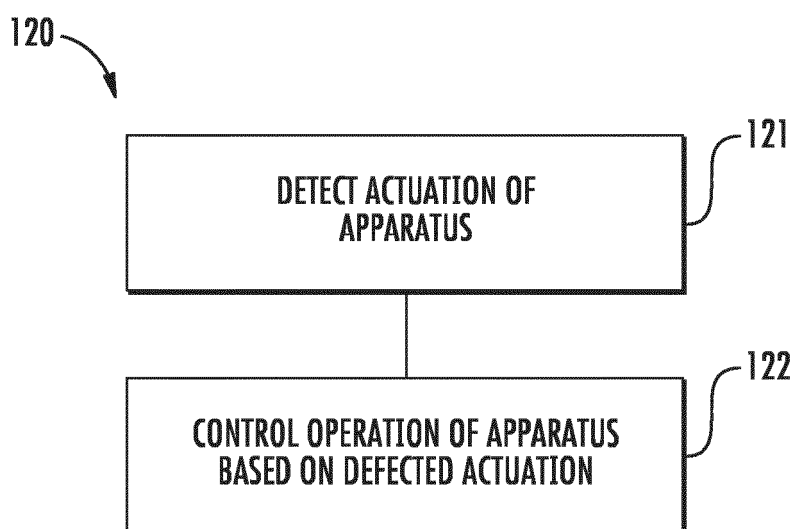 120
121
DETECT ACTUATION OF
APPARATUS
122
CONTROL OPERATION OF APPARATUS
BASED ON DEFECTED ACTUATION